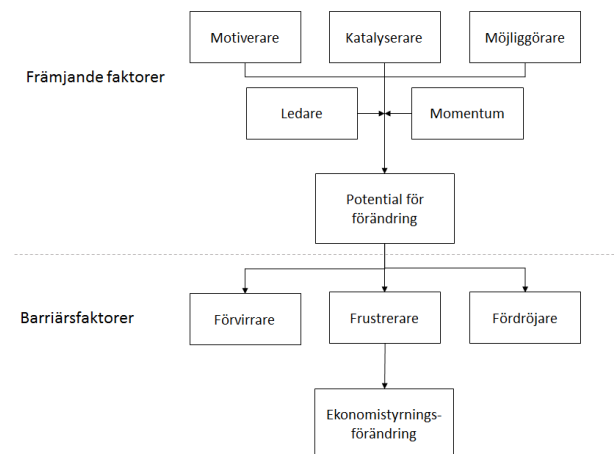 Motiverare
Katalyserare
Möjliggörare
Främjande faktorer
Ledare
Momentum
Potential för
förändring
Barriärsfaktorer
Förvirrare
Frustrerare
Fördröjare
Ekonomistyrnings-
förändring